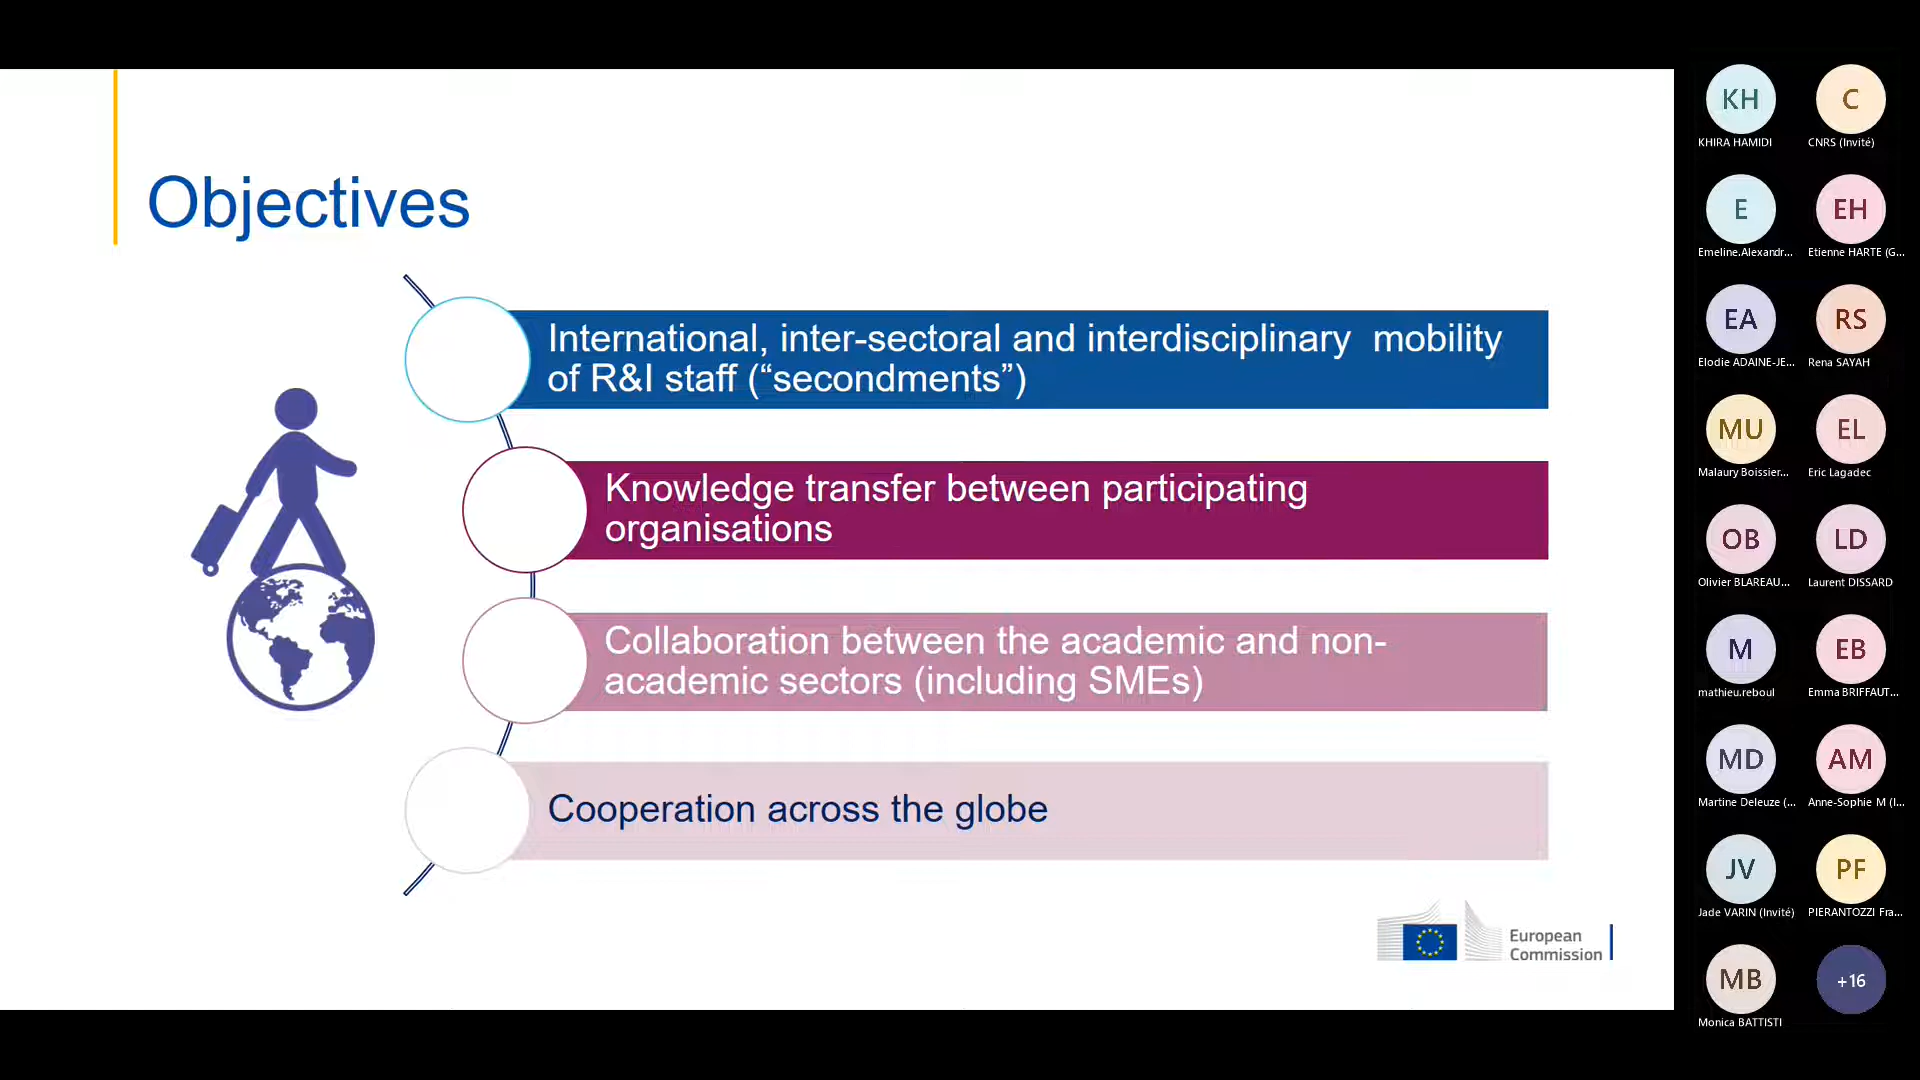 Objectives
International, inter-sectoral and interdisciplinary  mobility
of R&I staff (“secondments”)
Knowledge transfer between participating
organisations
Collaboration between the academic and non-
academic sectors (including SMEs)
Cooperation across the globe
European
Commission
KH
KHIRA HAMIDI
C
CNRS (Invité)
E
Emeline.Alexandr...
EH
Etienne HARTE (G...
EA
Elodie ADAINE-JE...
RS
Rena SAYAH
MU
Malaury Boissier...
EL
Eric Lagadec
OB
Olivier BLAREAU...
LD
Laurent DISSARD
M
mathieu.reboul
EB
Emma BRIFFAUT...
MD
Martine Deleuze (...
AM
Anne-Sophie M (I...
JV
Jade VARIN (Invité)
PF
PIERANTOZZI Fra...
MB
Monica BATTISTI
+16